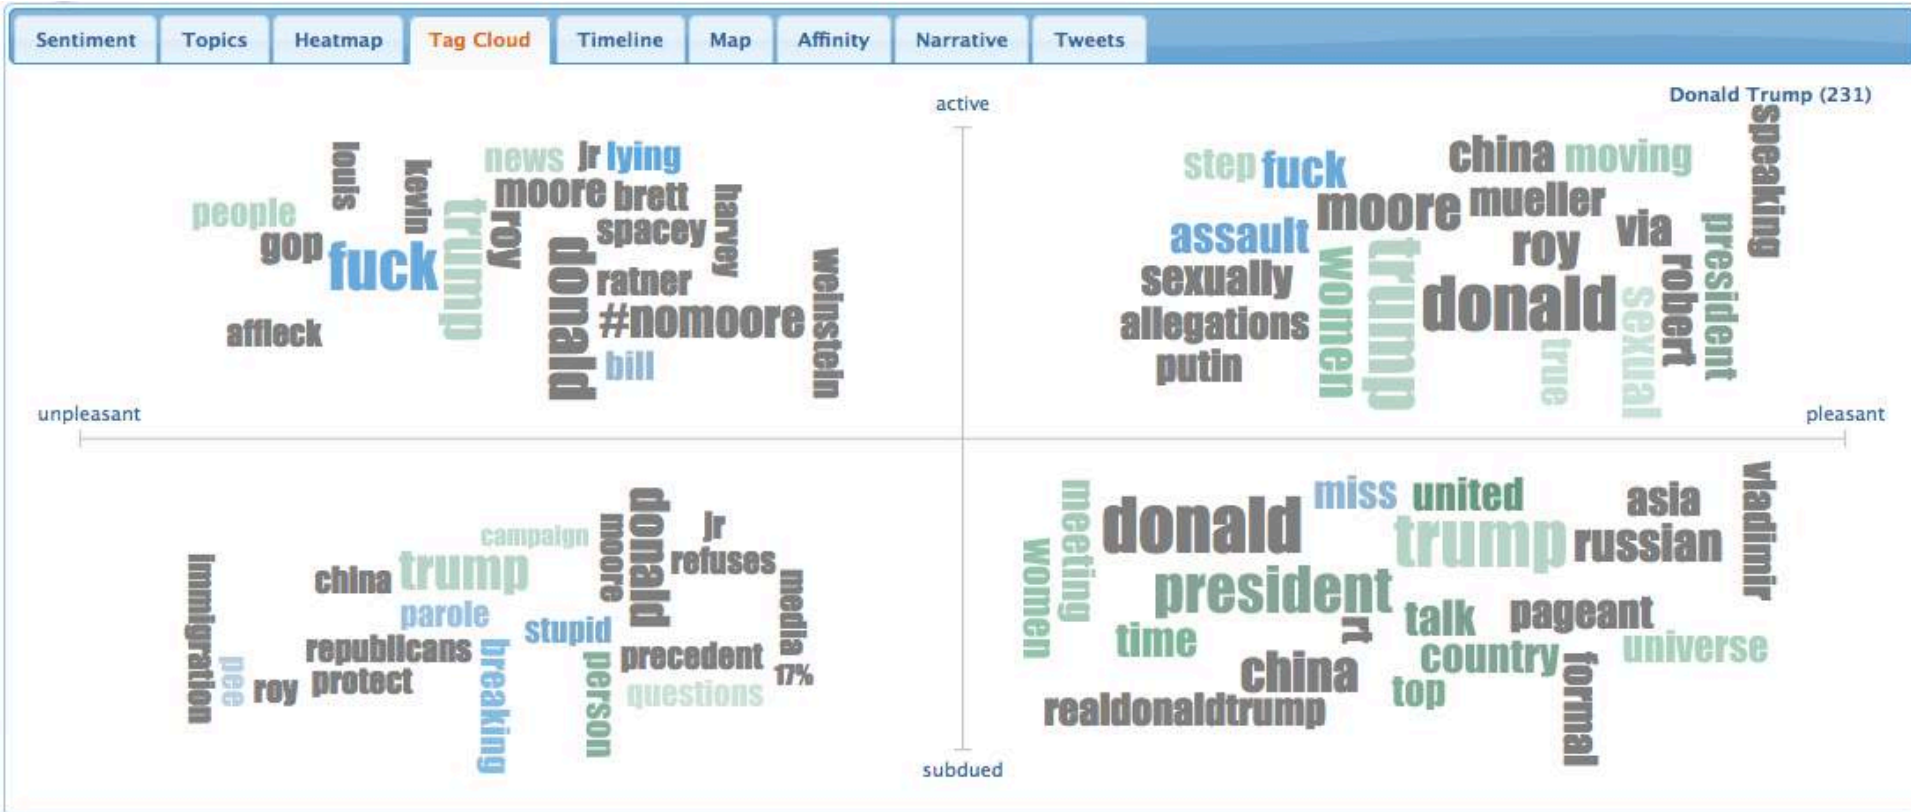 Sentiment Topics Heatmap Tag Cloud Timeline Map Affinity Narrative Tweets
Donald Trump (231)
active
louis
kevin
news
jr
lying
people
gop
fuck
trump
moore
brett
roy
spacey
harvey
donald
ratner
#nomoore
bill
weinstein
affleck
step
fuck
china
moving
speaking
moore
mueller
assault
roy
via
president
sexually
women
trump
donald
robert
allegations
sexual
putin
true
unpleasant
pleasant
campaign
donald
moore
jr
refuses
immigration
china
trump
media
parole
stupid
republicans
breaking
person
precedent
pee
roy
protect
questions
17%
meeting
donald
miss
united
asia
vladimir
women
trump
russian
president
rt
talk
pageant
time
country
universe
china
top
formal
realdonaldtrump
subdued